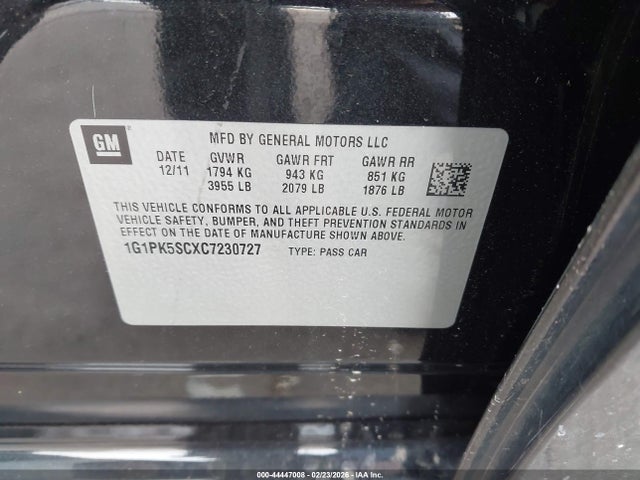 GM
MFD BY GENERAL MOTORS LLC
DATE GVWR GAWR FRT GAWR RR
12/11 1794 KG 943 KG 851 KG
3955 LB 2079 LB 1876 LB
THIS VEHICLE CONFORMS TO ALL APPLICABLE U.S. FEDERAL MOTOR
VEHICLE SAFETY, BUMPER, AND THEFT PREVENTION STANDARDS IN
EFFECT ON THE DATE OF MANUFACTURE SHOWN ABOVE.
1G1PK5SCXC7230727 TYPE: PASS CAR
000-44447008 - 02/23/2026 - IAA Inc.